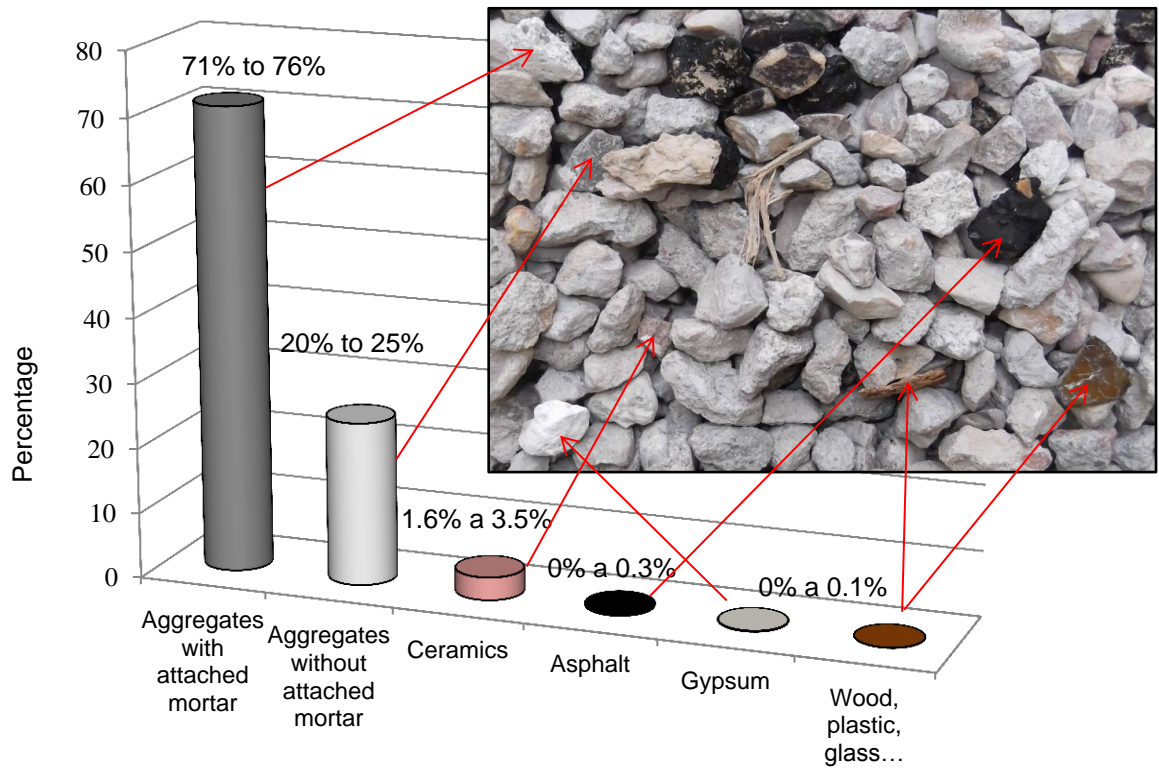 80
70
60
50
40
30
20
10
0
Percentage
71% to 76%
20% to 25%
1.6% a 3.5%
0% a 0.3%
0% a 0.1%
Aggregates
with
attached
mortar
Aggregates
without
attached
mortar
Ceramics
Asphalt
Gypsum
Wood,
plastic,
glass…